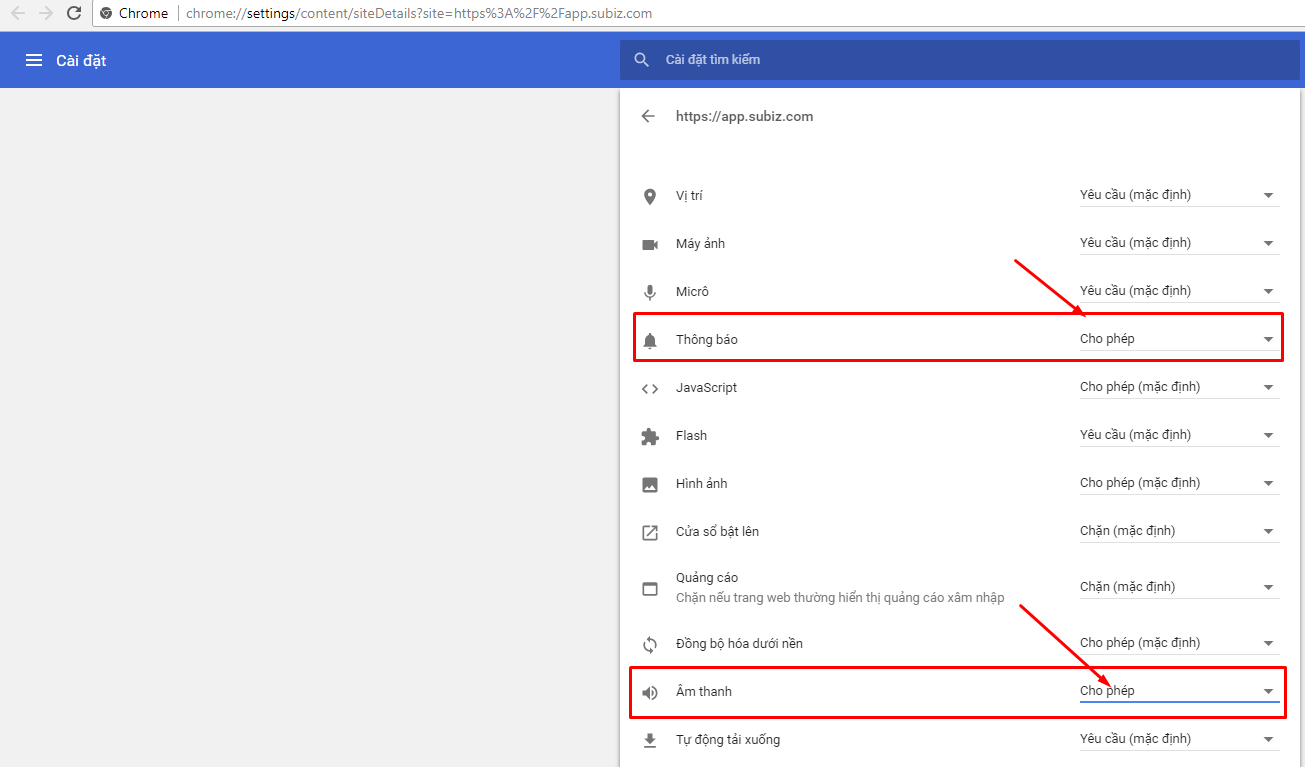 Chrome chrome://settings/content/siteDetails?site=https%3A%2F%2Fapp.subiz.com
Cài đặt
Cài đặt tìm kiếm
https://app.subiz.com
Vị trí Yêu cầu (mặc định)
Máy ảnh Yêu cầu (mặc định)
Micrô Yêu cầu (mặc định)
Thông báo Cho phép
JavaScript Cho phép (mặc định)
Flash Yêu cầu (mặc định)
Hình ảnh Cho phép (mặc định)
Cửa sổ bật lên Chặn (mặc định)
Quảng cáo Chặn (mặc định)
Chặn nếu trang web thường hiển thị quảng cáo xâm nhập
Đồng bộ hóa dưới nền Cho phép (mặc định)
Âm thanh Cho phép
Tự động tải xuống Yêu cầu (mặc định)